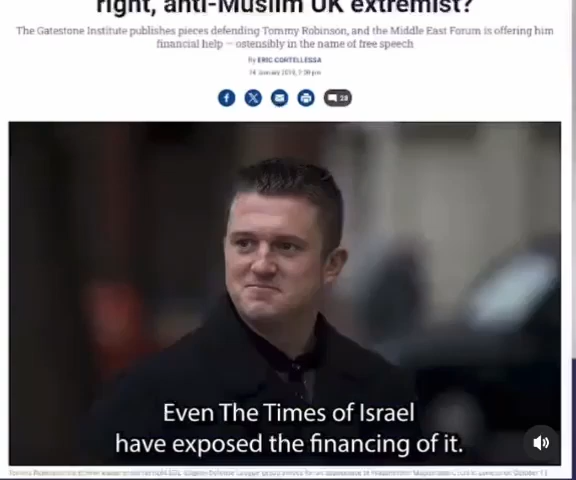 right, anti-Muslim UK extremist?
The Gatestone Institute publishes pieces defending Tommy Robinson, and the Middle East Forum is offering him
financial help — ostensibly in the name of free speech
By ERIC CORTELLESSA
Even The Times of Israel
have exposed the financing of it.